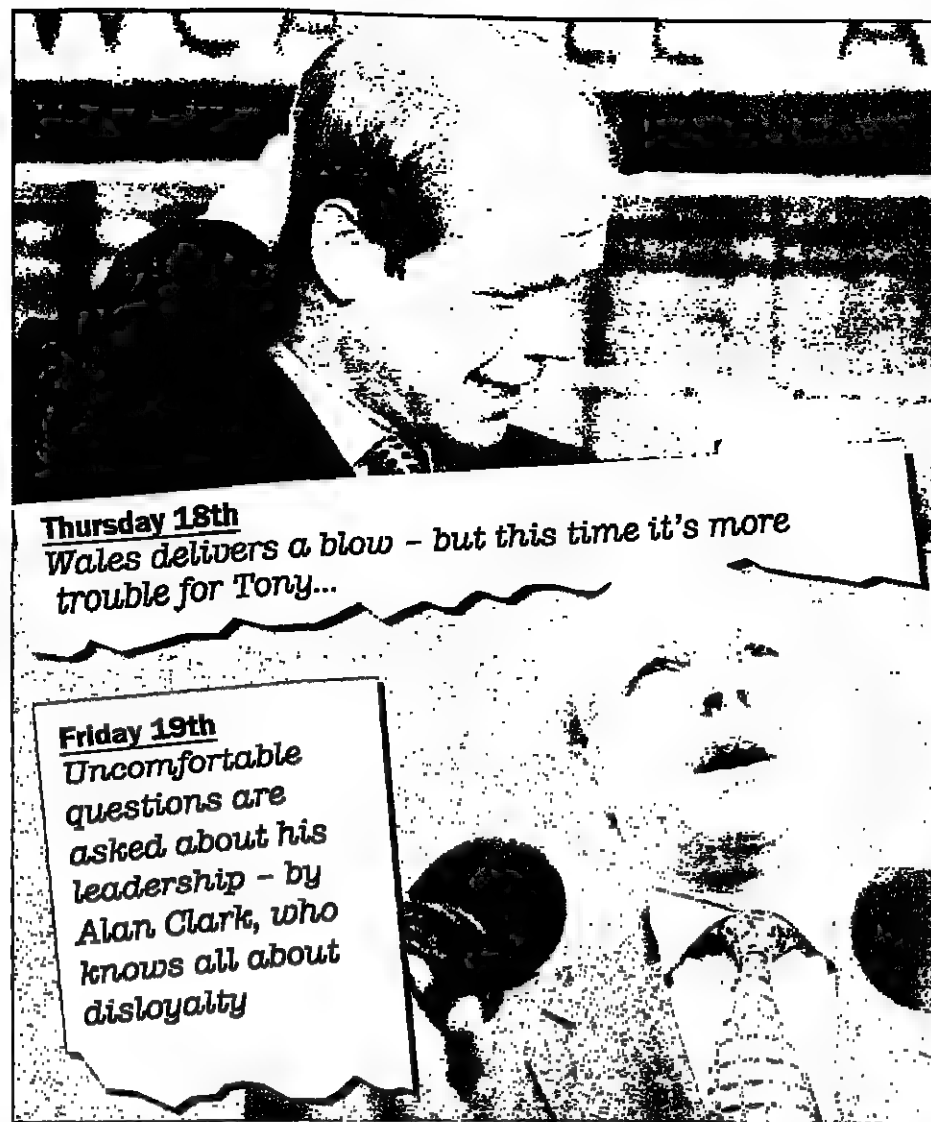 Thursday 18th
Wales delivers a blow – but this time it's more
trouble for Tony...
Friday 19th
Uncomfortable
questions are
asked about his
leadership – by
Alan Clark, who
knows all about
disloyalty